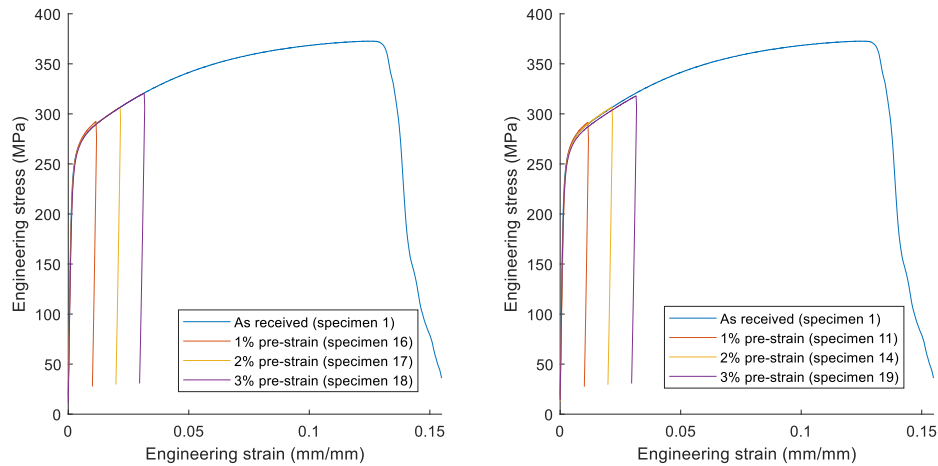 400
350
300
250
200
150
100
50
0
Engineering stress (MPa)
As received (specimen 1)
1% pre-strain (specimen 16)
2% pre-strain (specimen 17)
3% pre-strain (specimen 18)
0 0.05 0.1 0.15
Engineering strain (mm/mm)
400
350
300
250
200
150
100
50
0
Engineering stress (MPa)
As received (specimen 1)
1% pre-strain (specimen 11)
2% pre-strain (specimen 14)
3% pre-strain (specimen 19)
0 0.05 0.1 0.15
Engineering strain (mm/mm)